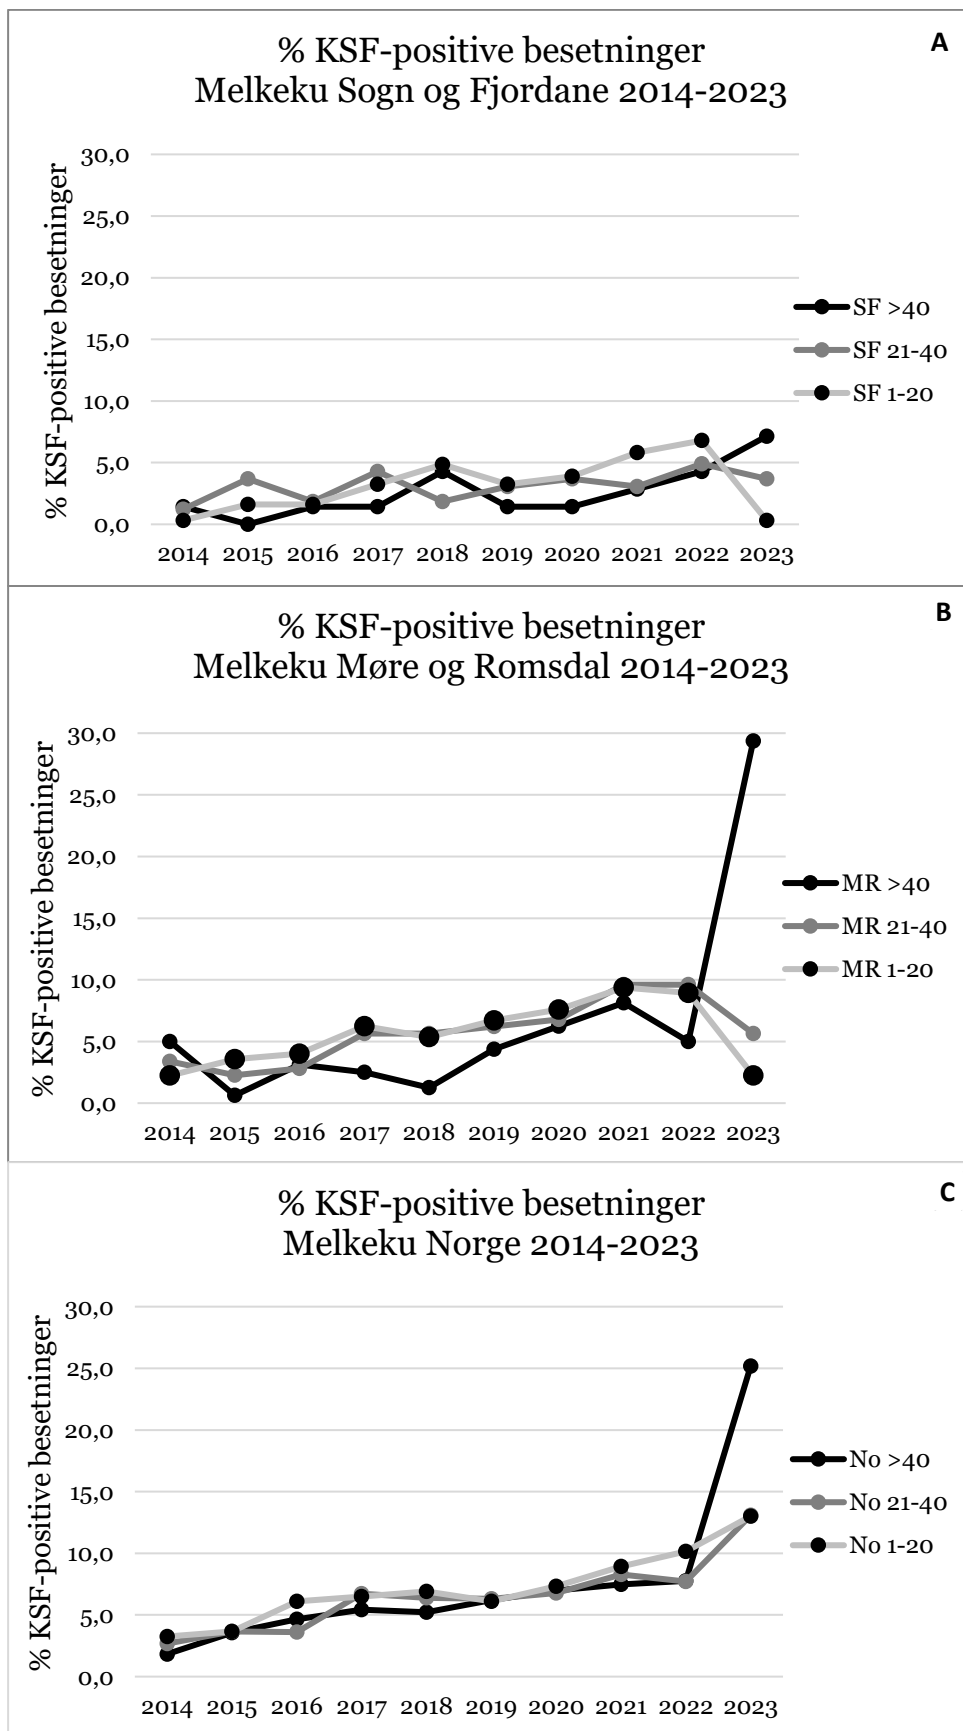 A
% KSF-positive besetninger
Melkeku Sogn og Fjordane 2014-2023
% KSF-positive besetninger
30,0
25,0
20,0
15,0
10,0
5,0
0,0
2014 2015 2016 2017 2018 2019 2020 2021 2022 2023
SF >40
SF 21-40
SF 1-20
B
% KSF-positive besetninger
Melkeku Møre og Romsdal 2014-2023
% KSF-positive besetninger
30,0
25,0
20,0
15,0
10,0
5,0
0,0
2014 2015 2016 2017 2018 2019 2020 2021 2022 2023
MR >40
MR 21-40
MR 1-20
C
% KSF-positive besetninger
Melkeku Norge 2014-2023
% KSF-positive besetninger
30,0
25,0
20,0
15,0
10,0
5,0
0,0
2014 2015 2016 2017 2018 2019 2020 2021 2022 2023
No >40
No 21-40
No 1-20